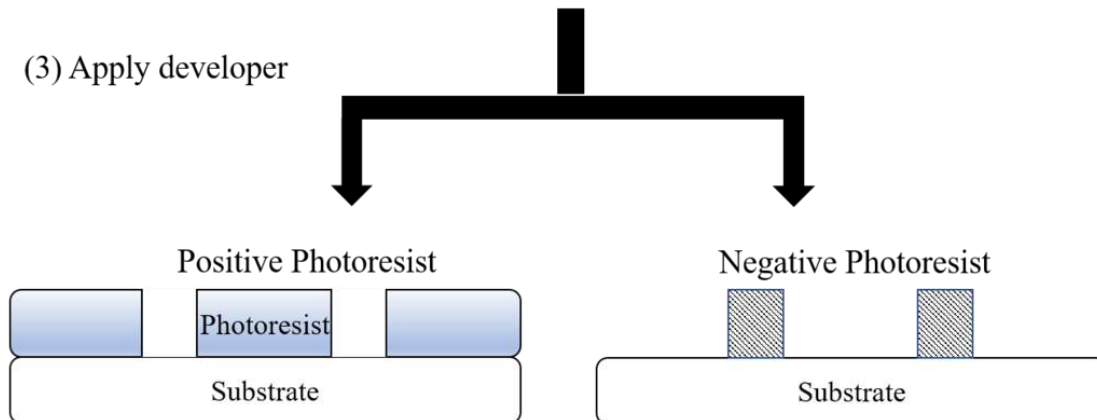 (3) Apply developer
Positive Photoresist
Negative Photoresist
Photoresist
Substrate
Substrate